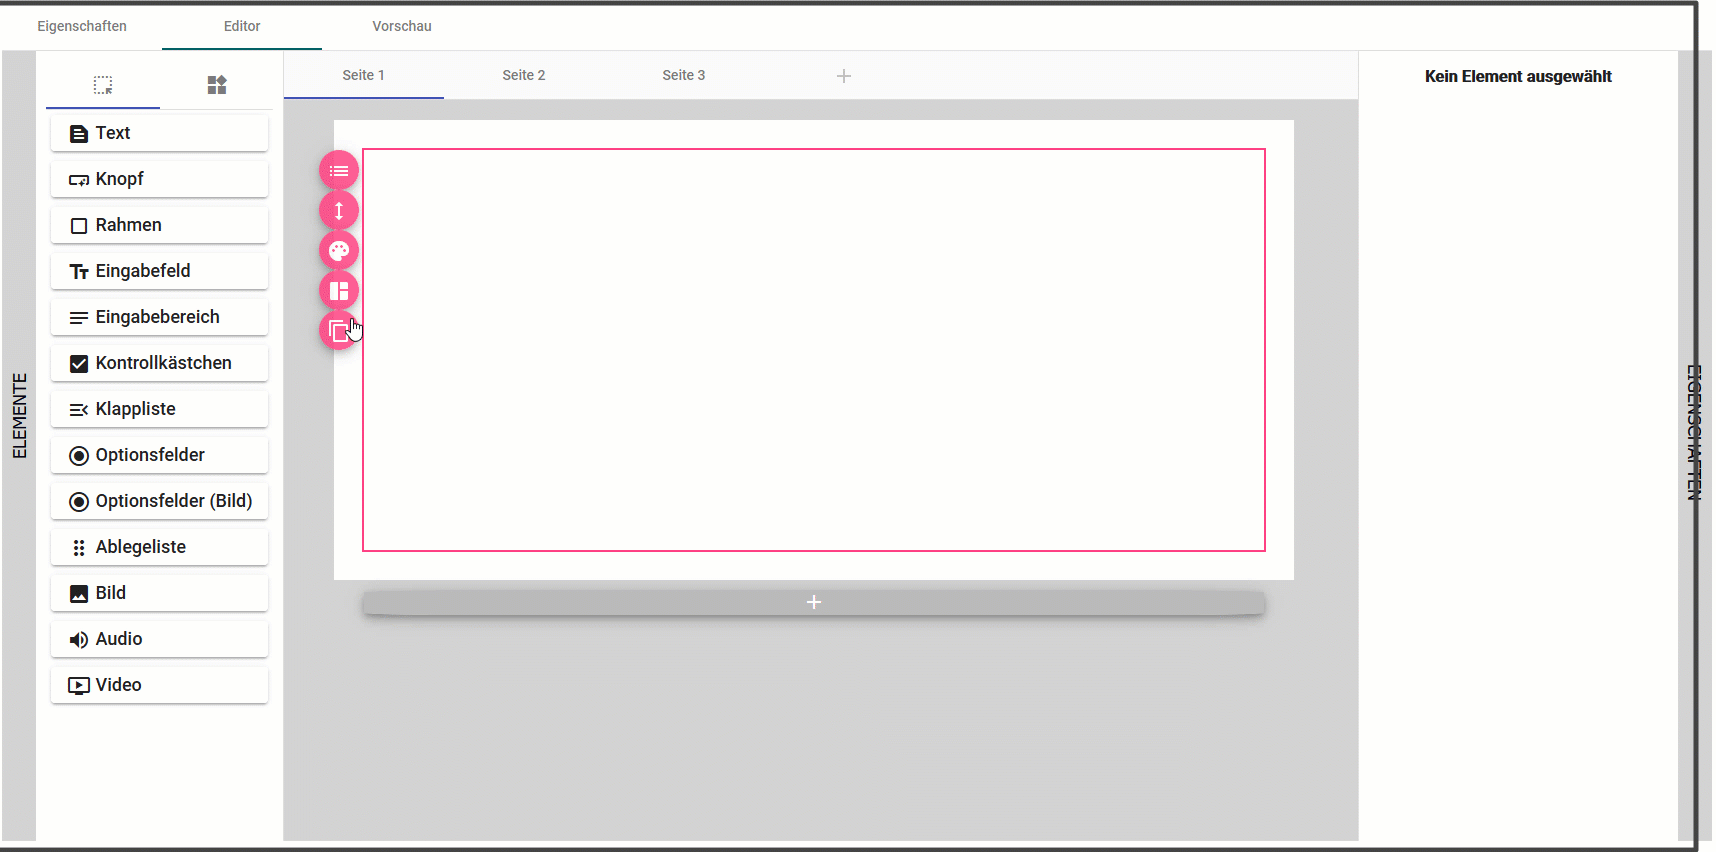 Eigenschaften Editor Vorschau
Seite 1 Seite 2 Seite 3
Kein Element ausgewählt
Text
Knopf
Rahmen
Eingabefeld
Eingabebereich
Kontrollkästchen
Klappliste
Optionsfelder
Optionsfelder (Bild)
Ablegeliste
Bild
Audio
Video
ELEMENTE
EIGENSCHAFTEN